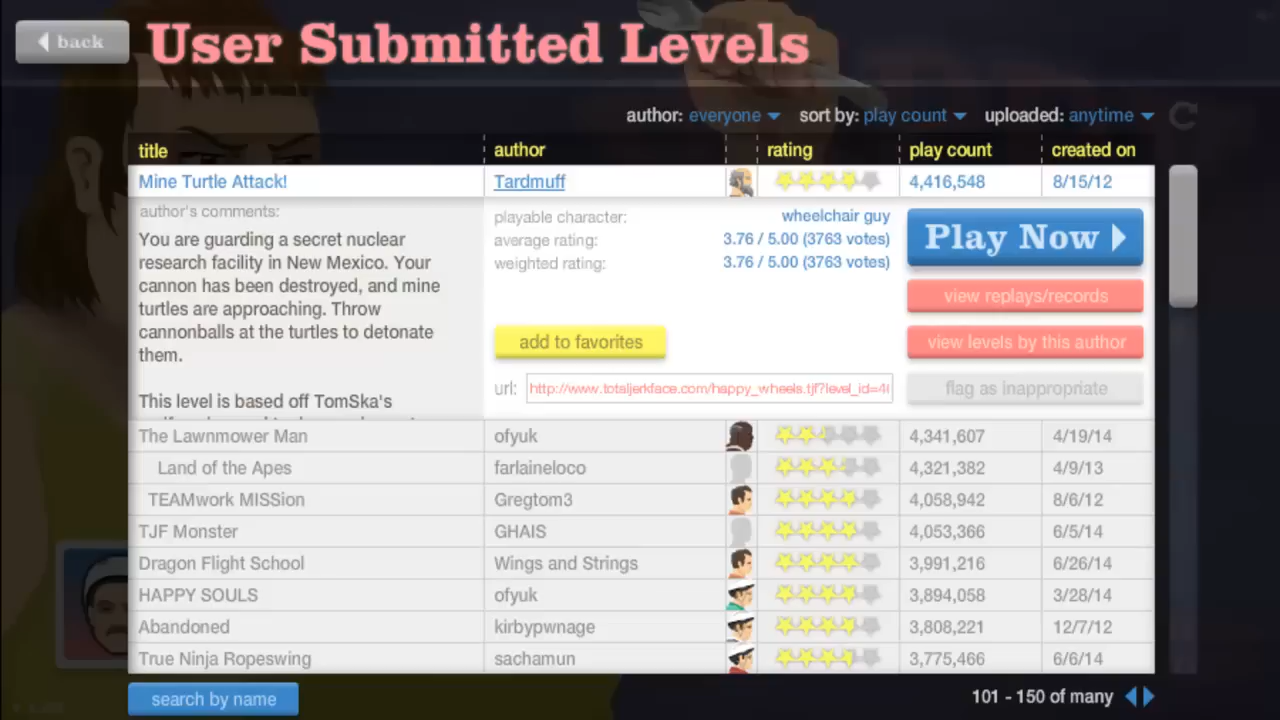 back
User Submitted Levels
author: everyone sort by: play count uploaded: anytime
title author rating play count created on
Mine Turtle Attack! Tardmuff 4,416,548 8/15/12
author's comments:
You are guarding a secret nuclear
research facility in New Mexico. Your
cannon has been destroyed, and mine
turtles are approaching. Throw
cannonballs at the turtles to detonate
them.
This level is based off TomSka's
playable character: wheelchair guy
average rating: 3.76 / 5.00 (3763 votes)
weighted rating: 3.76 / 5.00 (3763 votes)
add to favorites
url: http://www.totaljerkface.com/happy_wheels.tjf?level_id=4
Play Now
view replays/records
view levels by this author
flag as inappropriate
The Lawnmower Man ofyuk 4,341,607 4/19/14
Land of the Apes farlaineloco 4,321,382 4/9/13
TEAMwork MISSion Gregtom3 4,058,942 8/6/12
TJF Monster GHAIS 4,053,366 6/5/14
Dragon Flight School Wings and Strings 3,991,216 6/26/14
HAPPY SOULS ofyuk 3,894,058 3/28/14
Abandoned kirbypwnage 3,808,221 12/7/12
True Ninja Ropeswing sachamun 3,775,466 6/6/14
search by name
101 - 150 of many